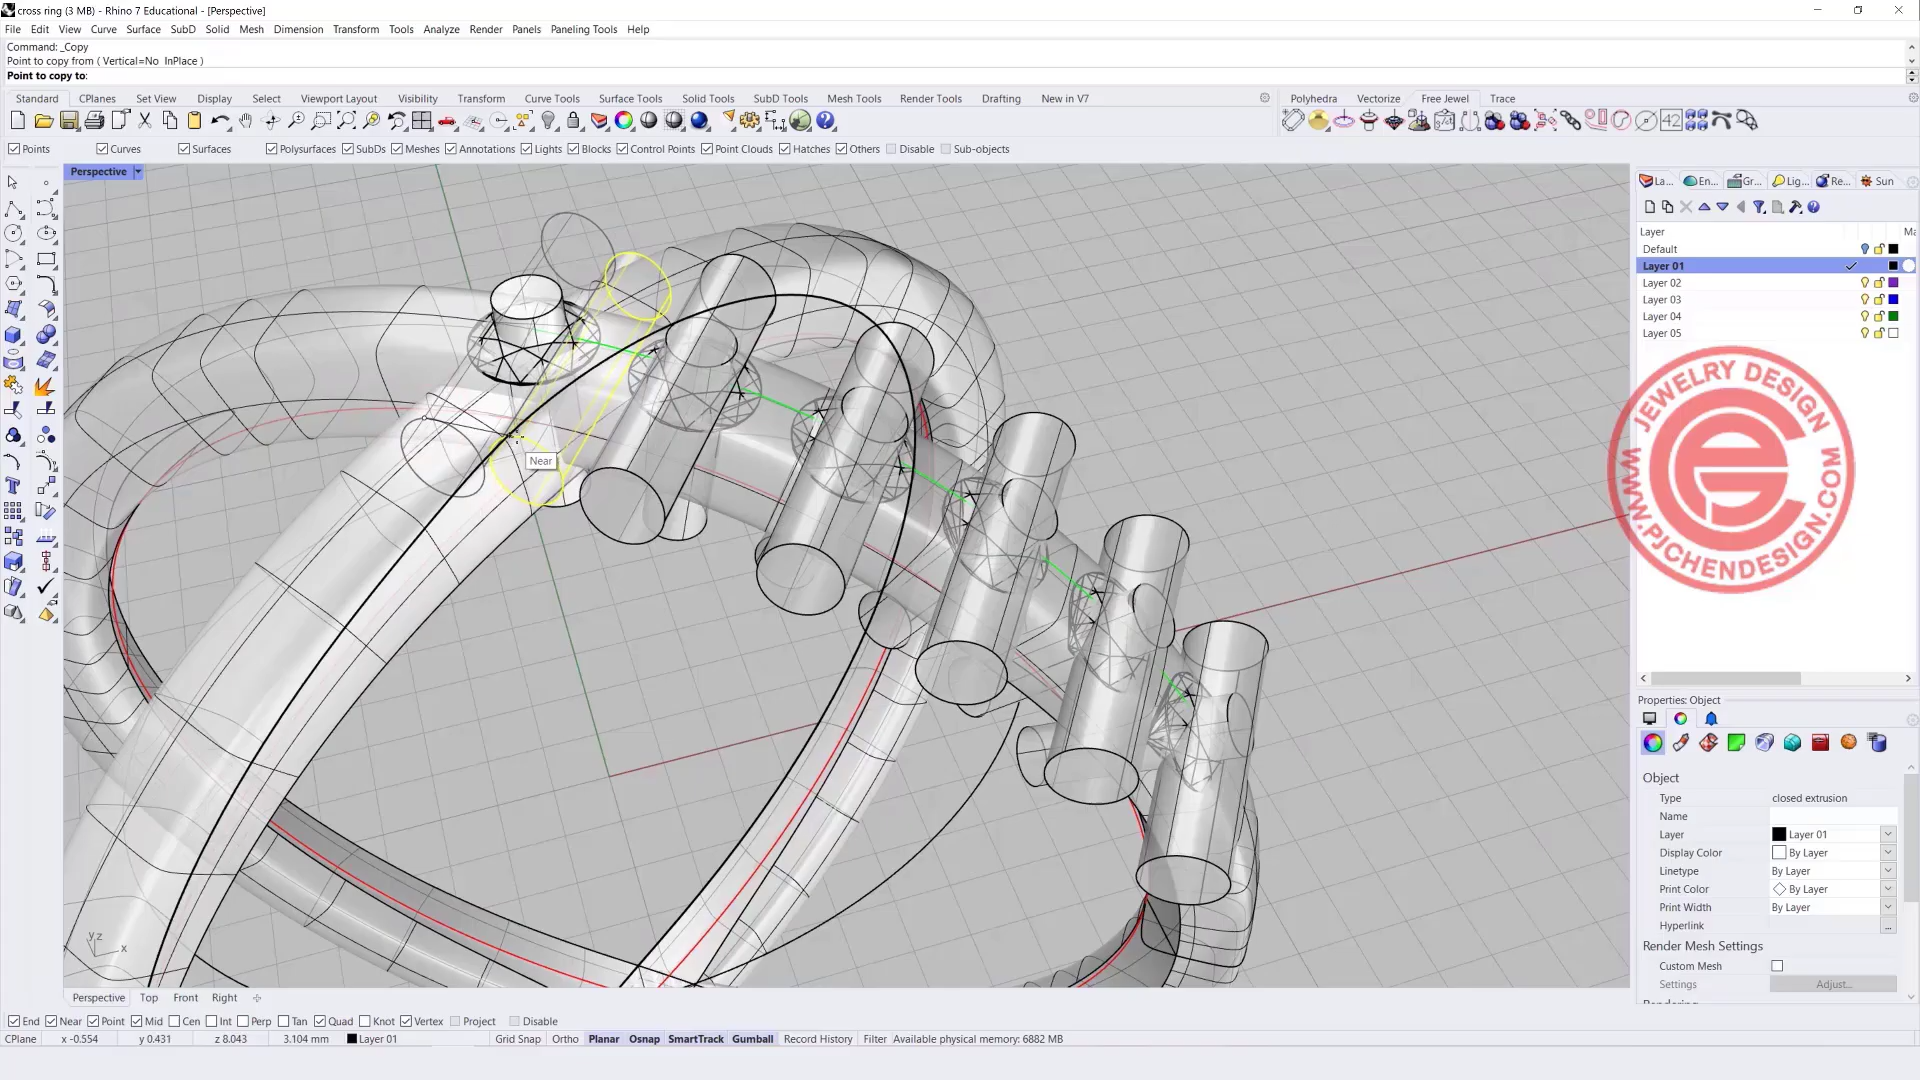 cross ring (3 MB) - Rhino 7 Educational - [Perspective]
File Edit View Curve Surface SubD Solid Mesh Dimension Transform Tools Analyze Render Panels Paneling Tools Help
Command: _Copy
Point to copy from ( Vertical=No InPlace )
Point to copy to:
Standard CPlanes Set View Display Select Viewport Layout Visibility Transform Curve Tools Surface Tools Solid Tools SubD Tools Mesh Tools Render Tools Drafting New in V7 Polyhedra Vectorize Free Jewel Trace
Points Curves Surfaces Polysurfaces SubDs Meshes Annotations Lights Blocks Control Points Point Clouds Hatches Others Disable Sub-objects
Perspective
La... En... Gr... Lig... Re... Sun
Layer Ma
Default
Layer 01
Layer 02
Layer 03
Layer 04
Layer 05
JEWELRY DESIGN
WWW.PJCHENDESIGN.COM
Near
Properties: Object
Object
Type closed extrusion
Name
Layer Layer 01
Display Color By Layer
Linetype By Layer
Print Color By Layer
Print Width By Layer
Hyperlink ...
Render Mesh Settings
Custom Mesh
Settings Adjust...
y z x
Perspective Top Front Right
End Near Point Mid Cen Int Perp Tan Quad Knot Vertex Project Disable
CPlane x -0.554 y 0.431 z 8.043 3.104 mm Layer 01 Grid Snap Ortho Planar Osnap SmartTrack Gumball Record History Filter Available physical memory: 6882 MB